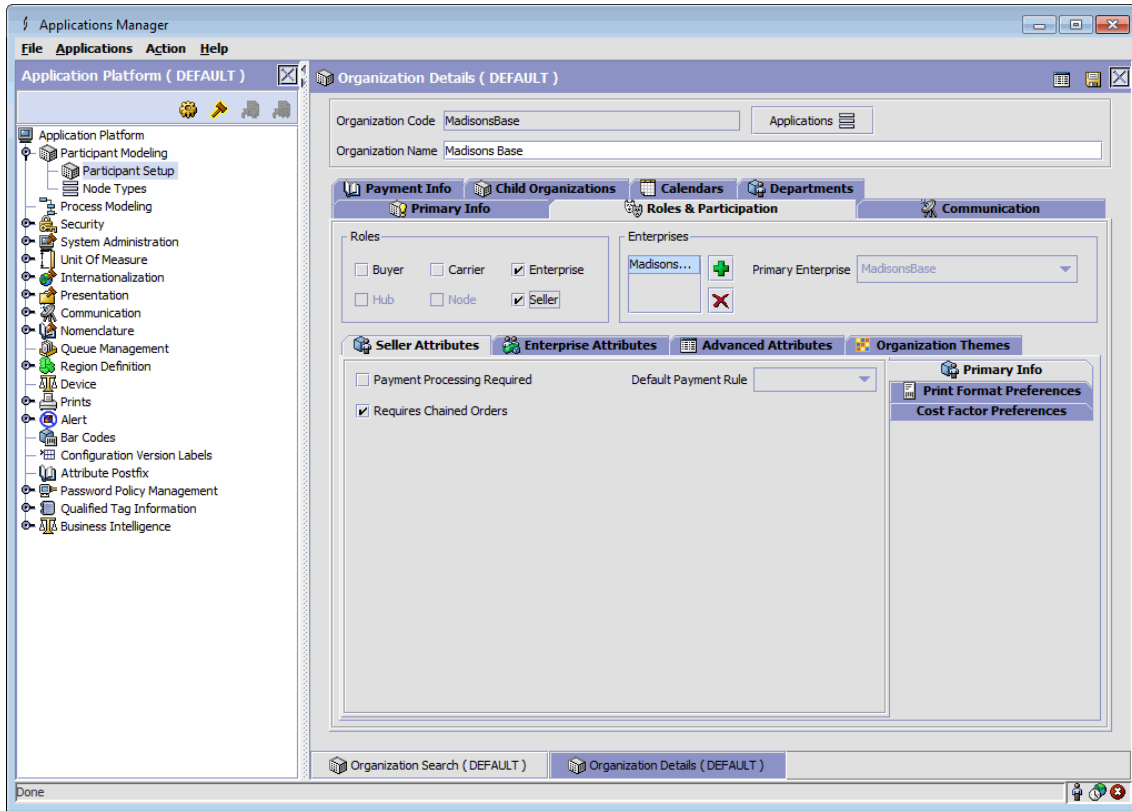 Applications Manager
File Applications Action Help
Application Platform ( DEFAULT )
Application Platform
Participant Modeling
Participant Setup
Node Types
Process Modeling
Security
System Administration
Unit Of Measure
Internationalization
Presentation
Communication
Nomenclature
Queue Management
Region Definition
Device
Prints
Alert
Bar Codes
Configuration Version Labels
Attribute Postfix
Password Policy Management
Qualified Tag Information
Business Intelligence
Organization Details ( DEFAULT )
Organization Code MadisonsBase Applications
Organization Name Madisons Base
Payment Info Child Organizations Calendars Departments
Primary Info Roles & Participation Communication
Roles Enterprises
Buyer Carrier Enterprise Madisons... Primary Enterprise MadisonsBase
Hub Node Seller
Seller Attributes Enterprise Attributes Advanced Attributes Organization Themes
Payment Processing Required Default Payment Rule Primary Info
Print Format Preferences
Requires Chained Orders Cost Factor Preferences
Organization Search ( DEFAULT ) Organization Details ( DEFAULT )
Done